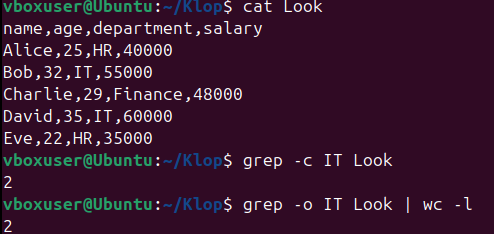 vboxuser@Ubuntu:~/Klop$ cat Look
name,age,department,salary
Alice,25,HR,40000
Bob,32,IT,55000
Charlie,29,Finance,48000
David,35,IT,60000
Eve,22,HR,35000
vboxuser@Ubuntu:~/Klop$ grep -c IT Look
2
vboxuser@Ubuntu:~/Klop$ grep -o IT Look | wc -l
2